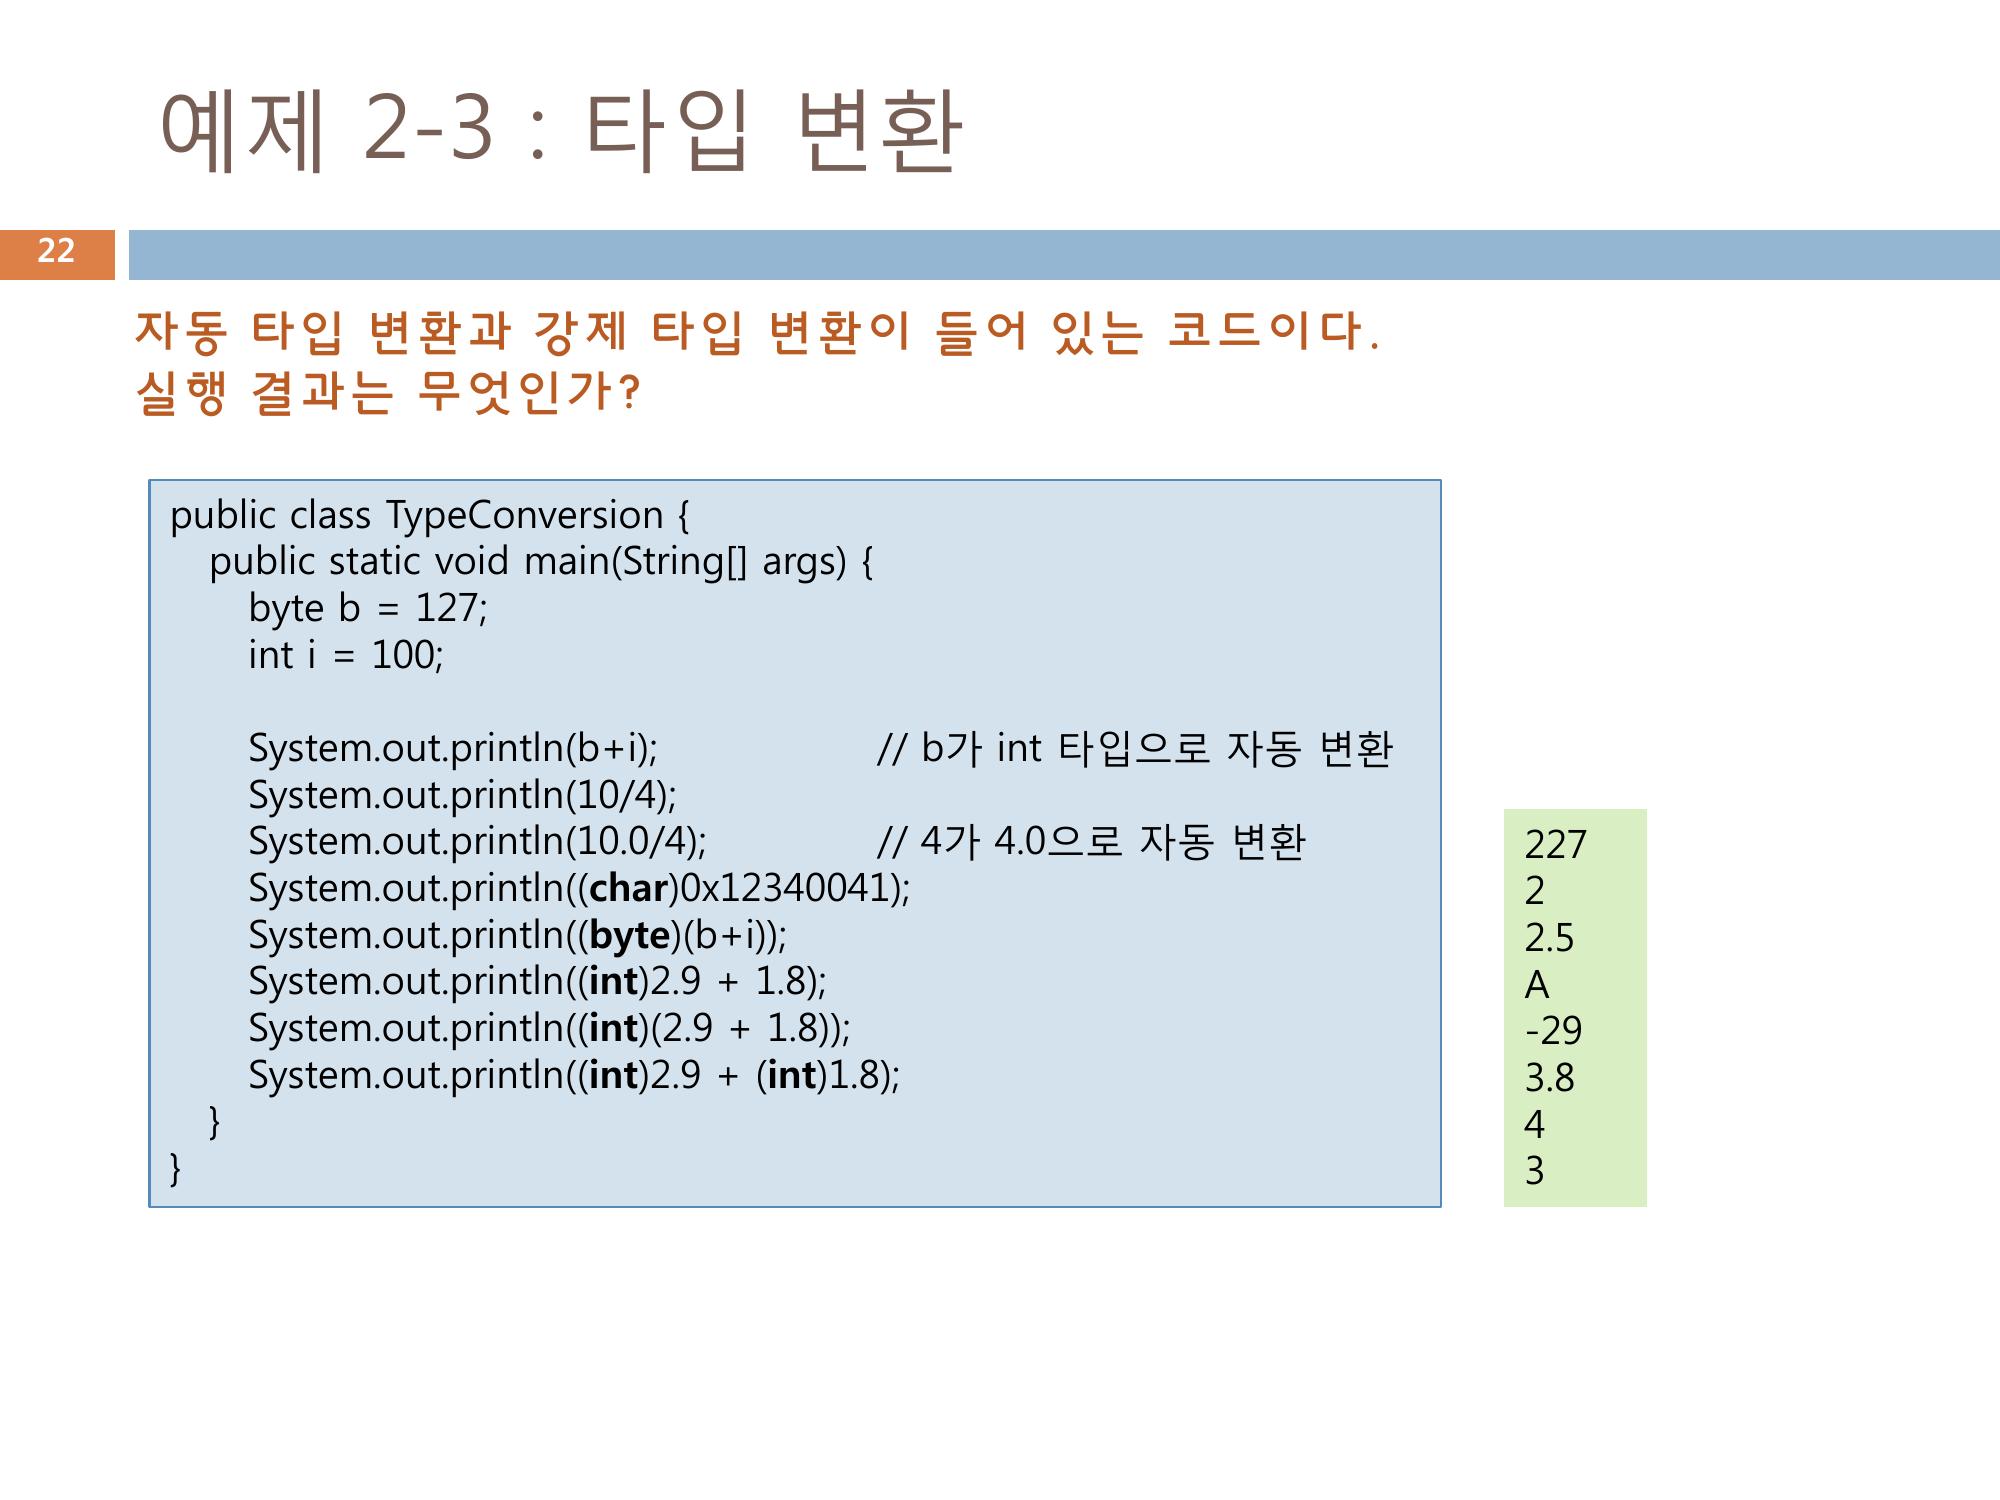 예제 2-3 : 타입 변환
22
자동 타입 변환과 강제 타입 변환이 들어 있는 코드이다.
실행 결과는 무엇인가?
public class TypeConversion {
public static void main(String[] args) {
byte b = 127;
int i = 100;
System.out.println(b+i); // b가 int 타입으로 자동 변환
System.out.println(10/4);
System.out.println(10.0/4); // 4가 4.0으로 자동 변환
System.out.println((char)0x12340041);
System.out.println((byte)(b+i));
System.out.println((int)2.9 + 1.8);
System.out.println((int)(2.9 + 1.8));
System.out.println((int)2.9 + (int)1.8);
}
}
227
2
2.5
A
-29
3.8
4
3